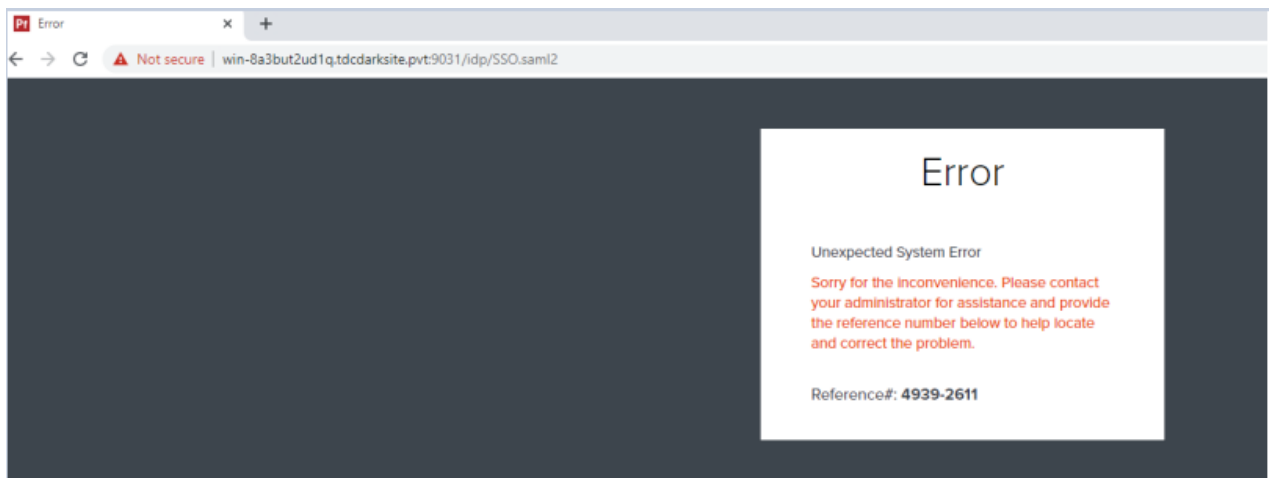 Pf Error
Not secure | win-8a3but2ud1q.tdcdarksite.pvt:9031/idp/SSO.saml2
Error
Unexpected System Error
Sorry for the inconvenience. Please contact
your administrator for assistance and provide
the reference number below to help locate
and correct the problem.
Reference#: 4939-2611